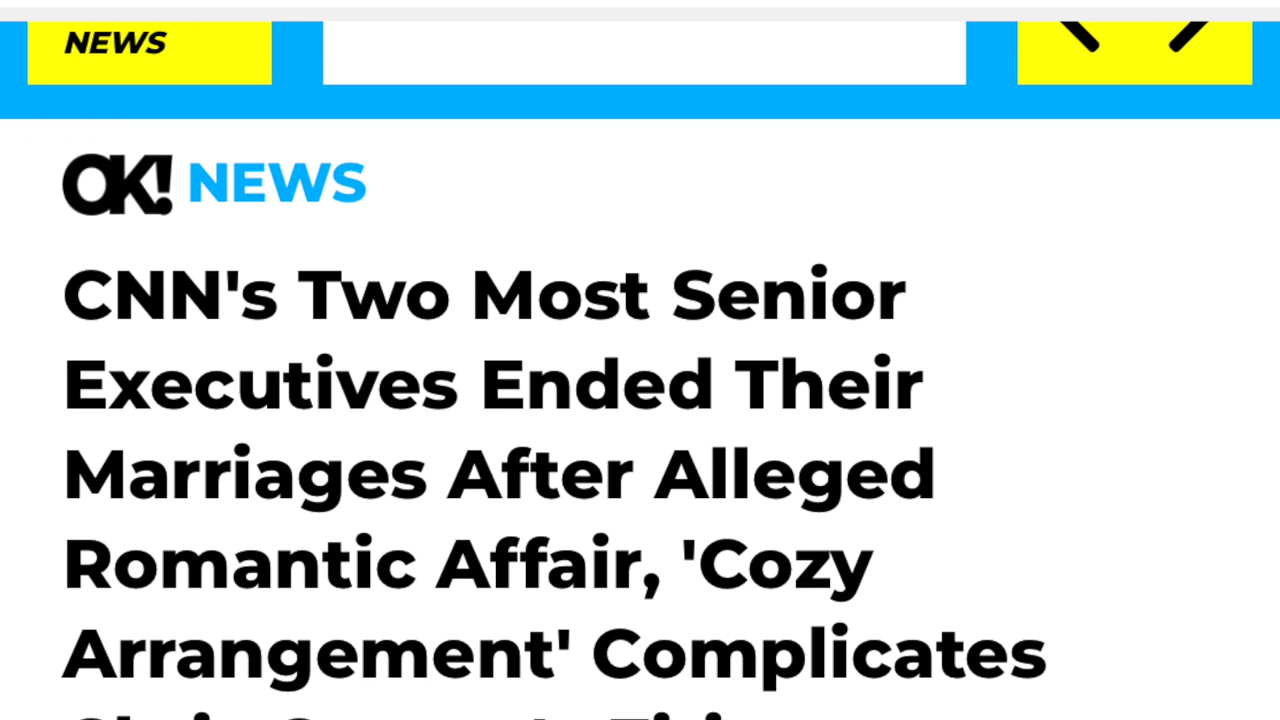 NEWS
OK! NEWS
CNN's Two Most Senior
Executives Ended Their
Marriages After Alleged
Romantic Affair, 'Cozy
Arrangement' Complicates